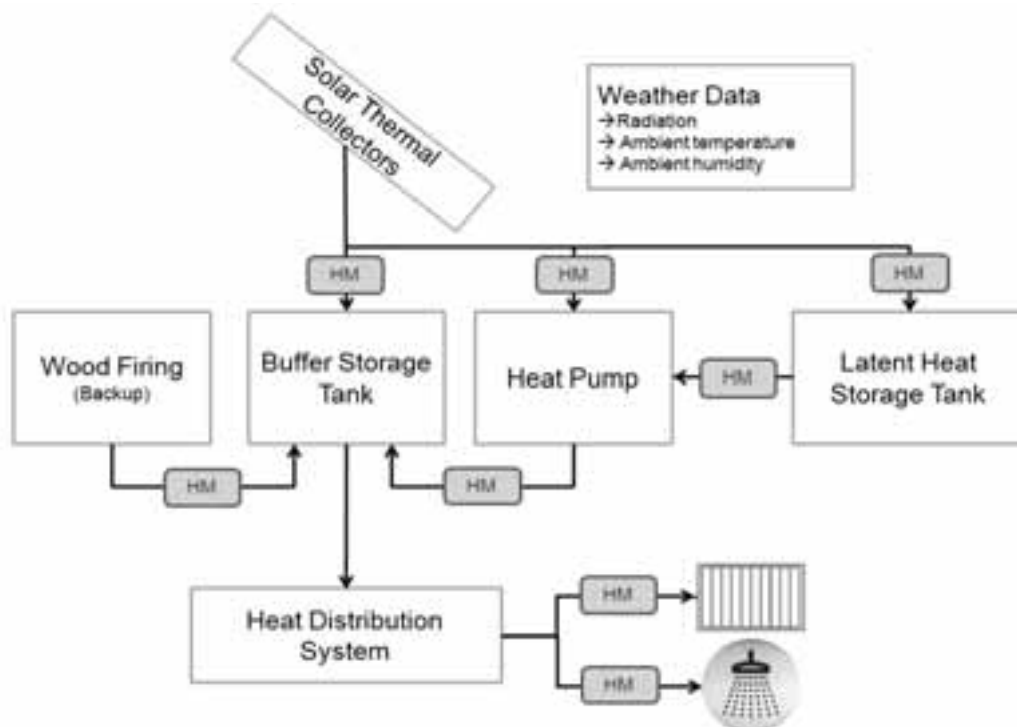 Solar Thermal
Collectors
Weather Data
→ Radiation
→ Ambient temperature
→ Ambient humidity
HM
HM
HM
Wood Firing
(Backup)
Buffer Storage
Tank
Heat Pump
HM
Latent Heat
Storage Tank
HM
HM
Heat Distribution
System
HM
HM